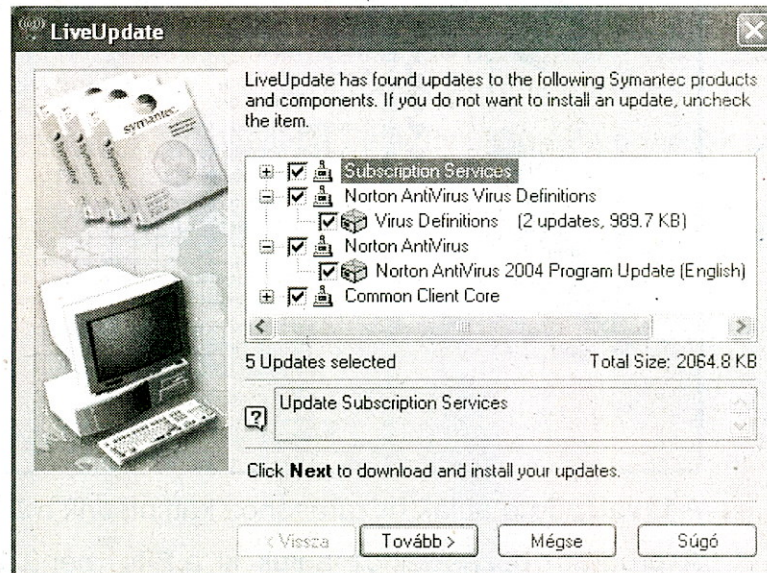 LiveUpdate
LiveUpdate has found updates to the following Symantec products
and components. If you do not want to install an update, uncheck
the item.
symantec.
Subscription Services
Norton AntiVirus Virus Definitions
Virus Definitions (2 updates, 989.7 KB)
Norton AntiVirus
Norton AntiVirus 2004 Program Update (English)
Common Client Core
5 Updates selected
Total Size: 2064.8 KB
Update Subscription Services
Click Next to download and install your updates.
< Vissza
Tovább >
Mégse
Súgó